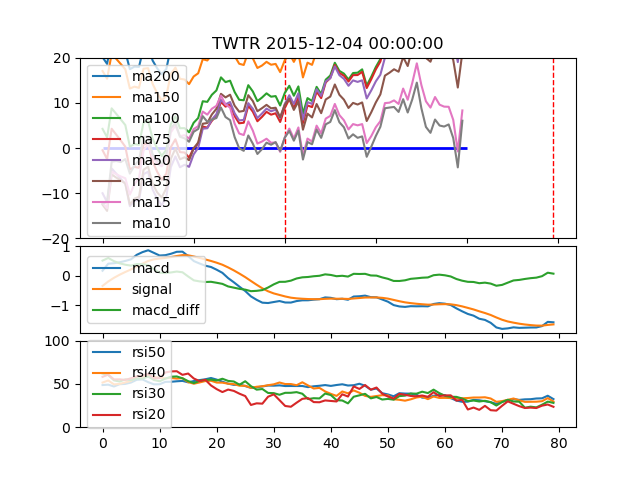 TWTR 2015-12-04 00:00:00
20
10
0
−10
−20
ma200
ma150
ma100
ma75
ma50
ma35
ma15
ma10
1
0
−1
macd
signal
macd_diff
100
50
0
rsi50
rsi40
rsi30
rsi20
0 10 20 30 40 50 60 70 80